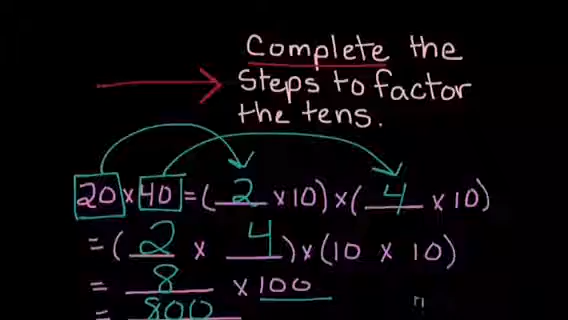 Complete the
Steps to factor
the tens.
20 x 40 = (2 x 10) x (4 x 10)
= (2 x 4) x (10 x 10)
= 8 x 100
= 800